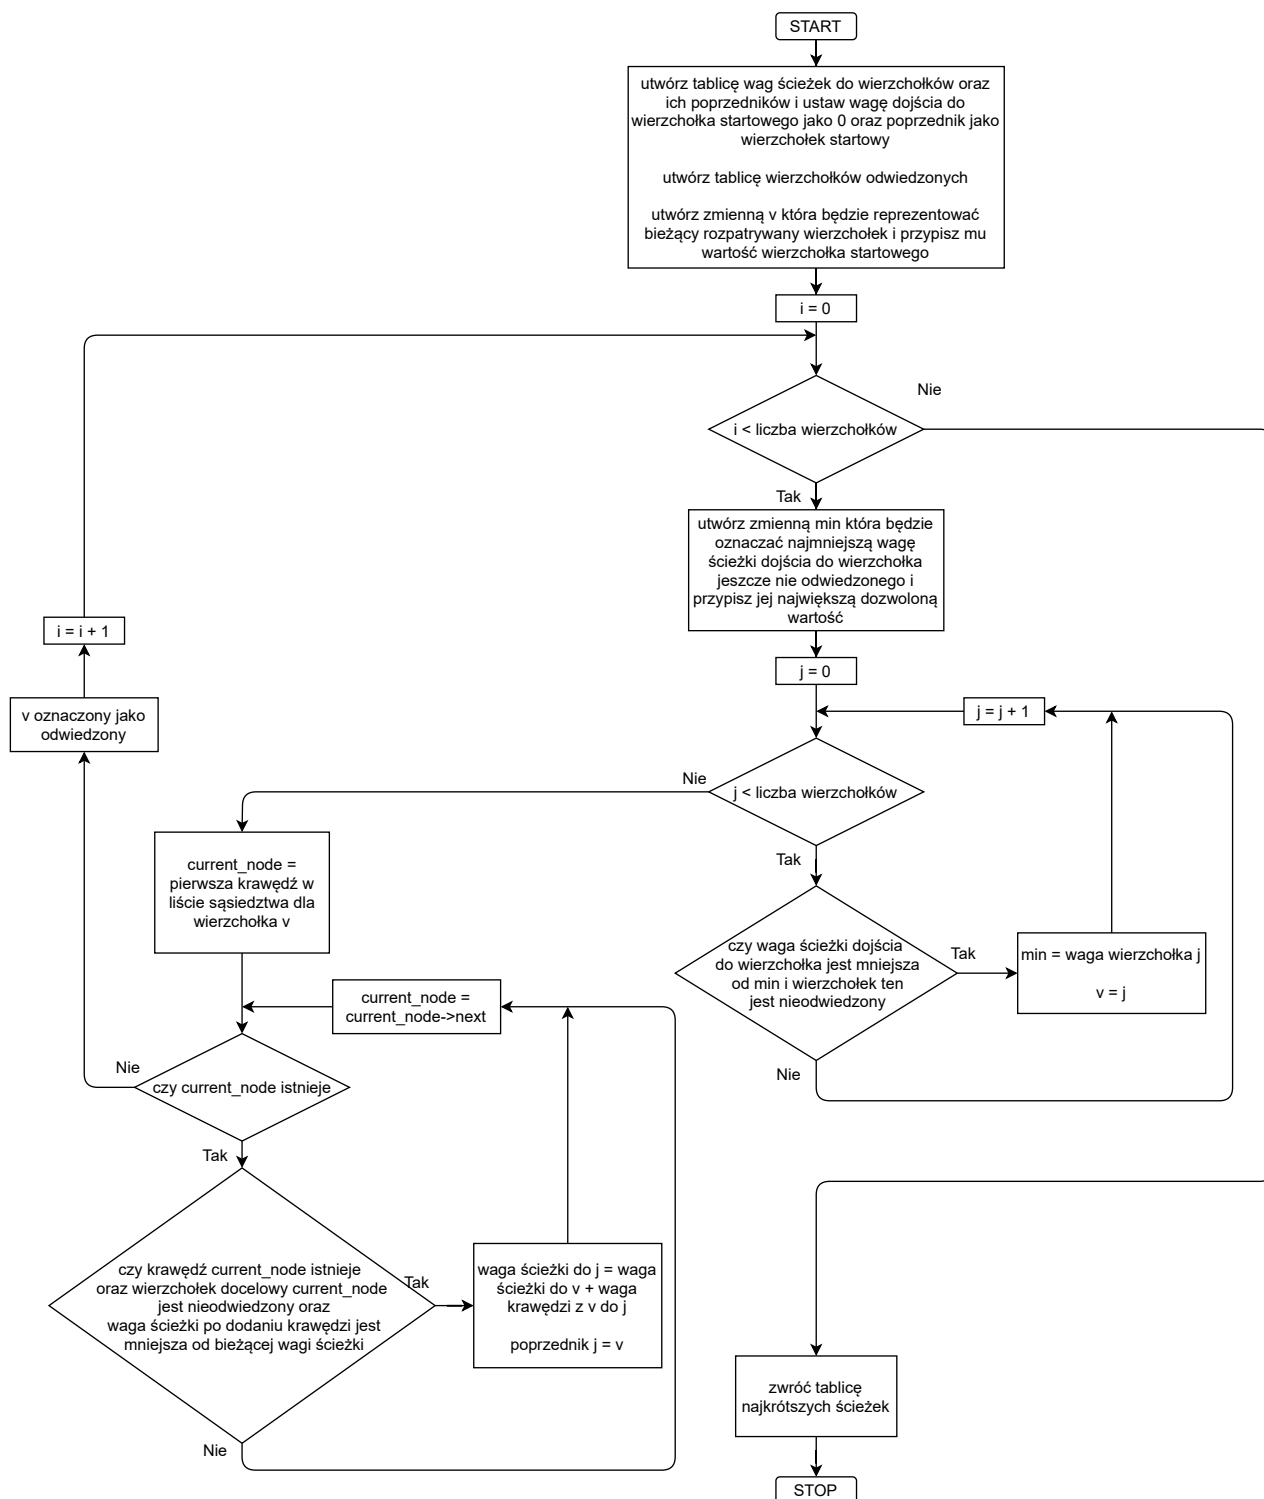 START
utwórz tablicę wag ścieżek do wierzchołków oraz
ich poprzedników i ustaw wagę dojścia do
wierzchołka startowego jako 0 oraz poprzednik jako
wierzchołek startowy
utwórz tablicę wierzchołków odwiedzonych
utwórz zmienną v która będzie reprezentować
bieżący rozpatrywany wierzchołek i przypisz mu
wartość wierzchołka startowego
i = 0
Nie
i < liczba wierzchołków
Tak
utwórz zmienną min która będzie
oznaczać najmniejszą wagę
ścieżki dojścia do wierzchołka
jeszcze nie odwiedzonego i
przypisz jej największą dozwoloną
wartość
i = i + 1
j = 0
v oznaczony jako
odwiedzony
j = j + 1
Nie
j < liczba wierzchołków
Tak
current_node =
pierwsza krawędź w
liście sąsiedztwa dla
wierzchołka v
czy waga ścieżki dojścia
do wierzchołka jest mniejsza
od min i wierzchołek ten
jest nieodwiedzony
Tak
min = waga wierzchołka j
v = j
Nie
current_node =
current_node->next
Nie
czy current_node istnieje
Tak
czy krawędź current_node istnieje
oraz wierzchołek docelowy current_node
jest nieodwiedzony oraz
waga ścieżki po dodaniu krawędzi jest
mniejsza od bieżącej wagi ścieżki
Tak
waga ścieżki do j = waga
ścieżki do v + waga
krawędzi z v do j
poprzednik j = v
Nie
zwróć tablicę
najkrótszych ścieżek
STOP